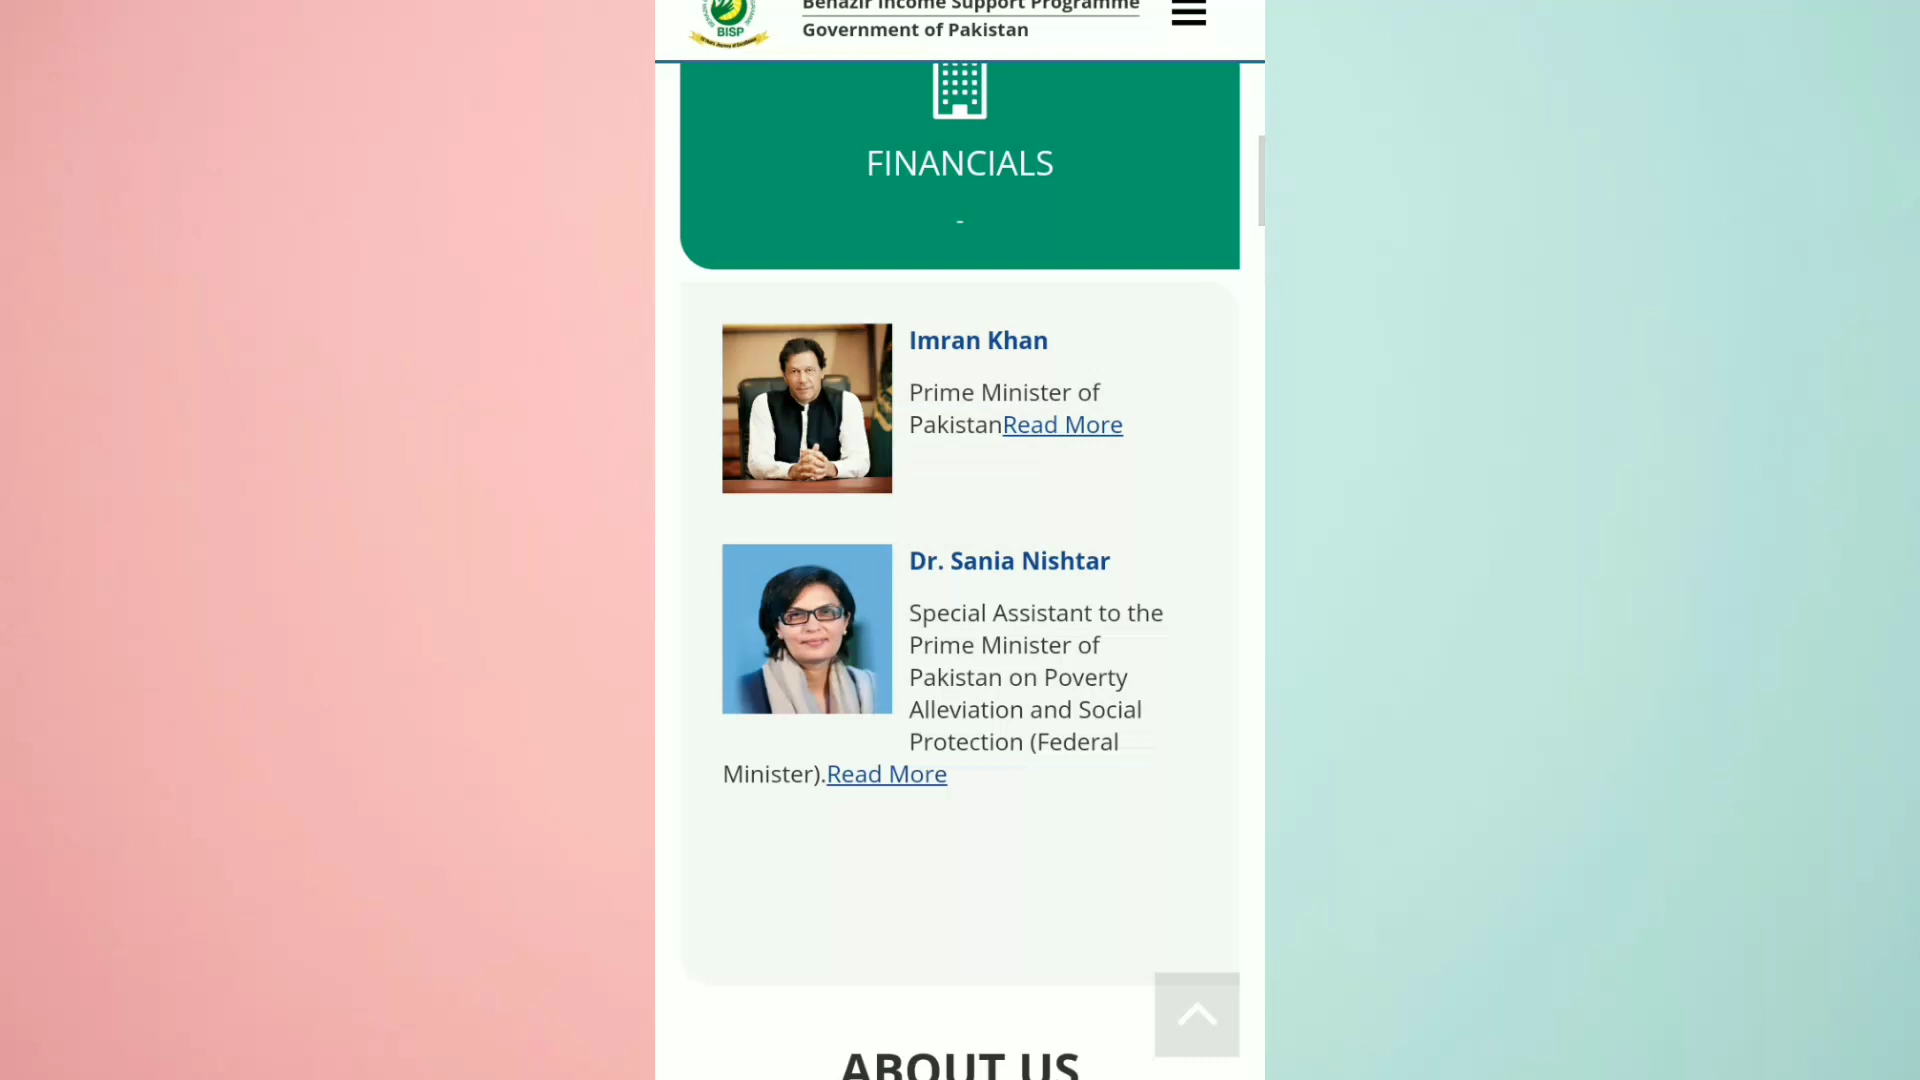 Benazir Income Support Programme
Government of Pakistan
BISP
FINANCIALS
-
Imran Khan
Prime Minister of
PakistanRead More
Dr. Sania Nishtar
Special Assistant to the
Prime Minister of
Pakistan on Poverty
Alleviation and Social
Protection (Federal
Minister).Read More
ABOUT US